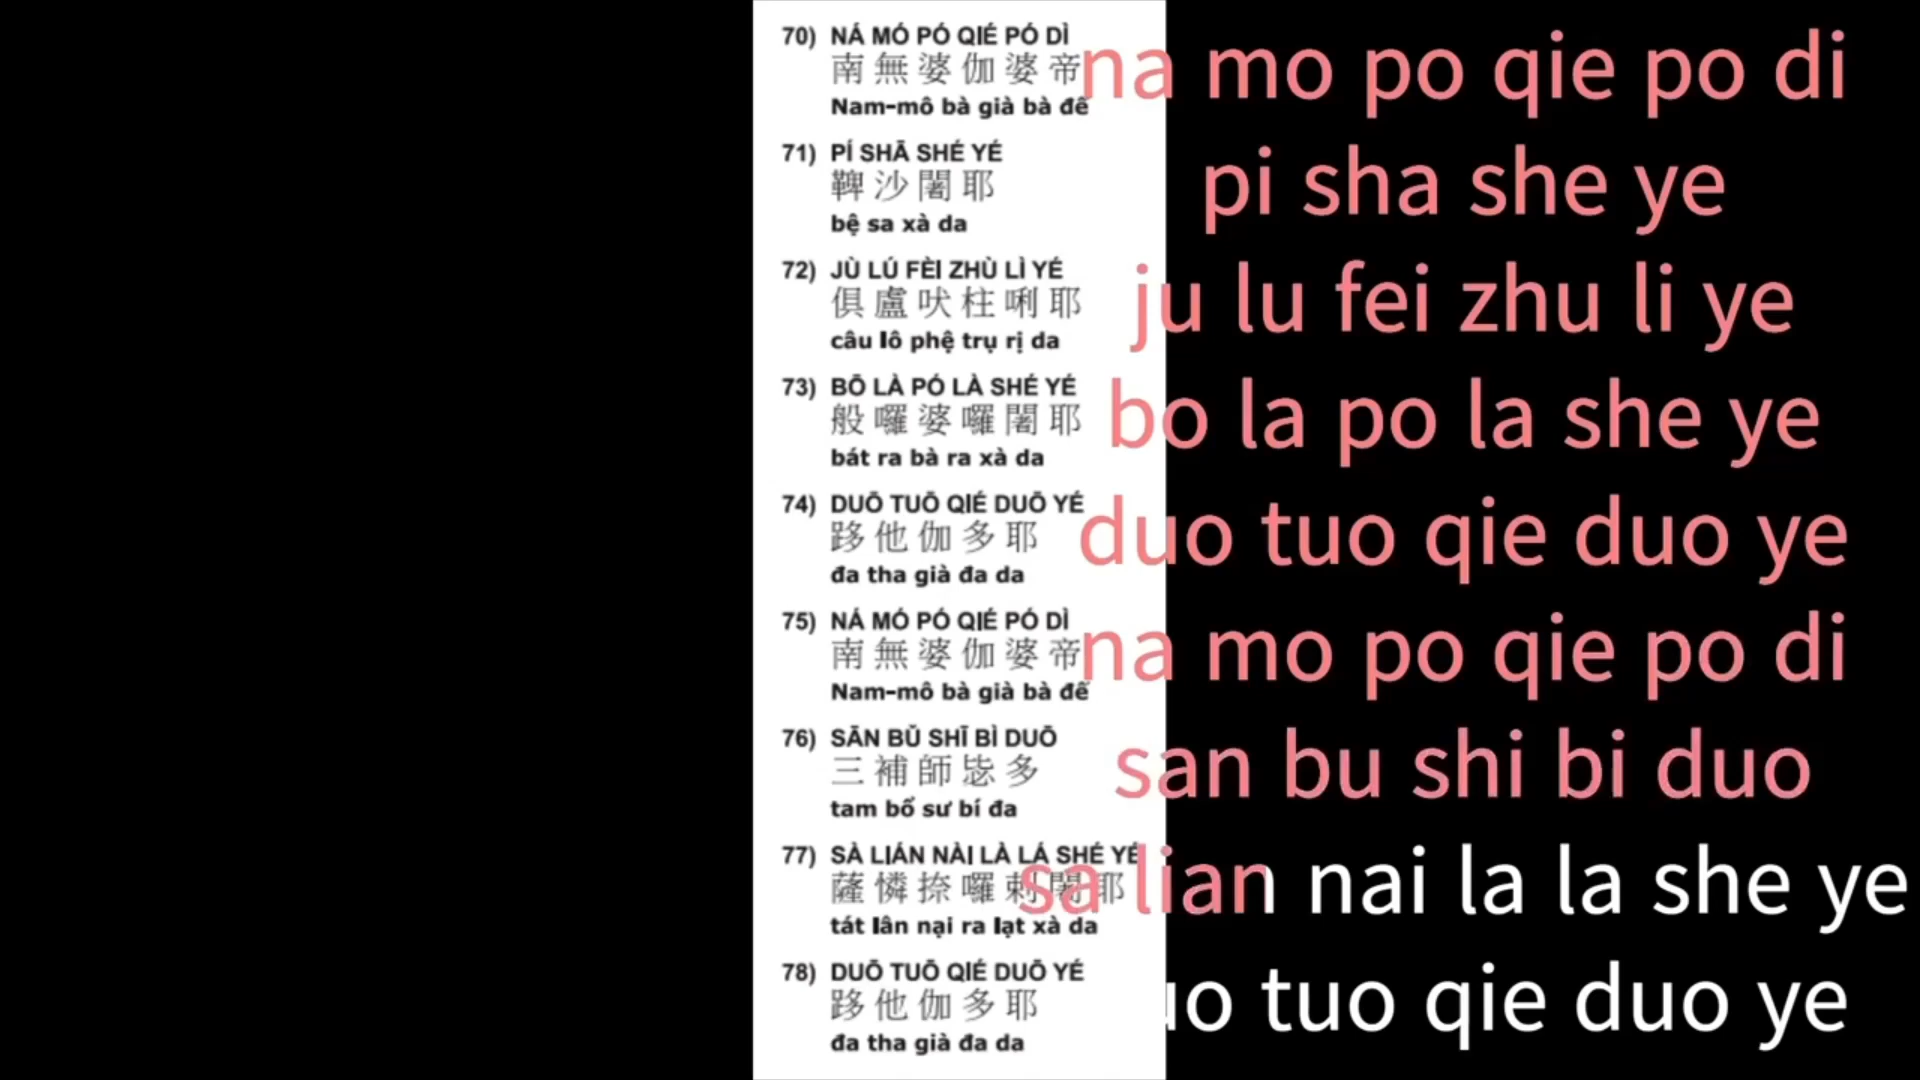 70) NÁ MÓ PÓ QIÉ PÓ DÌ
南無婆伽婆帝
Nam-mô bà già bà đế
71) PÍ SHĀ SHÉ YÉ
鞞沙闍耶
bệ sa xà da
72) JÙ LÚ FÈI ZHÙ LÌ YÉ
俱盧吠柱唎耶
câu lô phệ trụ rị da
73) BŌ LÀ PÓ LÀ SHÉ YÉ
般囉婆囉闍耶
bát ra bà ra xà da
74) DUŌ TUŌ QIÉ DUŌ YÉ
跢他伽多耶
đa tha già đa da
75) NÁ MÓ PÓ QIÉ PÓ DÌ
南無婆伽婆帝
Nam-mô bà già bà đế
76) SĀN BǓ SHĪ BÌ DUŌ
三補師毖多
tam bổ sư bí đa
77) SÀ LIÁN NÀI LÀ LÁ SHÉ YÉ
薩憐捺囉剌闍耶
tát lân nại ra lạt xà da
78) DUŌ TUŌ QIÉ DUŌ YÉ
跢他伽多耶
đa tha già đa da
na mo po qie po di
pi sha she ye
ju lu fei zhu li ye
bo la po la she ye
duo tuo qie duo ye
na mo po qie po di
san bu shi bi duo
sa lian nai la la she ye
tuo qie duo ye